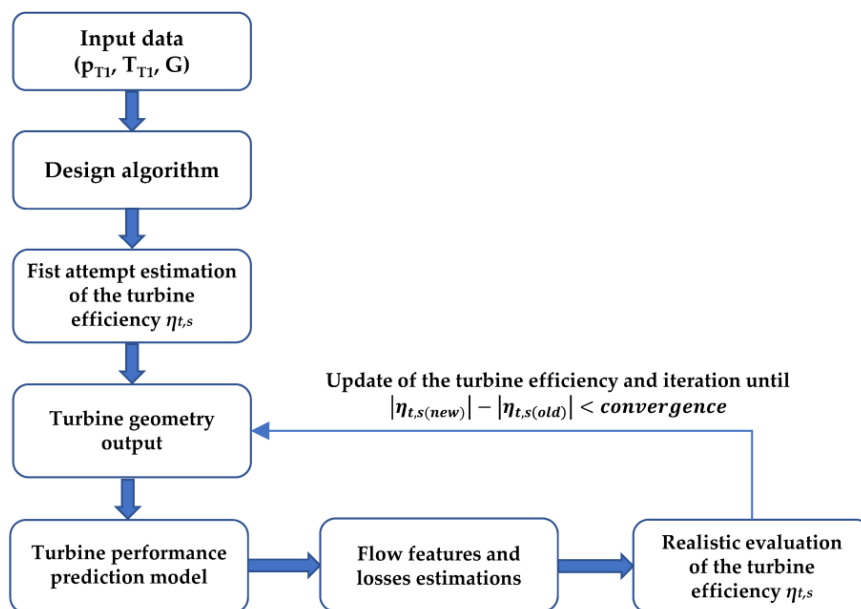 Input data
(pT1, TT1, G)
Design algorithm
Fist attempt estimation
of the turbine
efficiency ηt,s
Update of the turbine efficiency and iteration until
|ηt,s(new)| − |ηt,s(old)| < convergence
Turbine geometry
output
Turbine performance
prediction model
Flow features and
losses estimations
Realistic evaluation
of the turbine
efficiency ηt,s